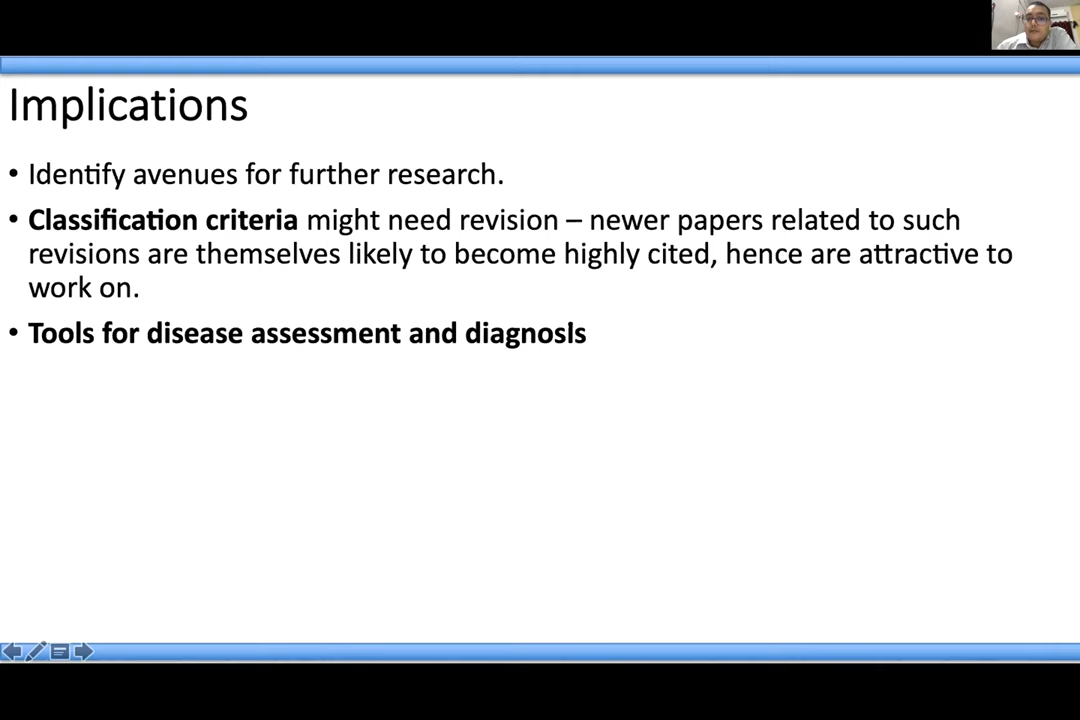 Implications
• Identify avenues for further research.
• Classification criteria might need revision – newer papers related to such
revisions are themselves likely to become highly cited, hence are attractive to
work on.
• Tools for disease assessment and diagnosis